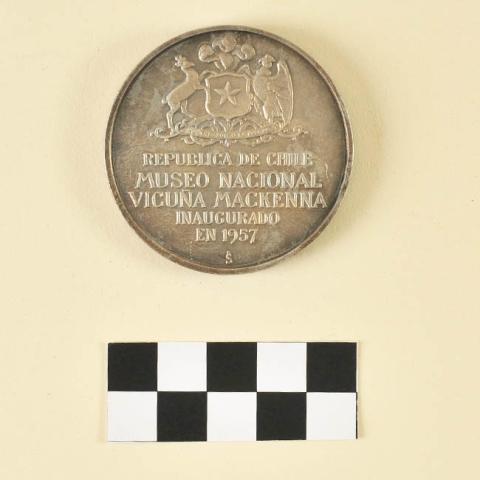 REPUBLICA DE CHILE
MUSEO NACIONAL
VICUÑA MACKENNA
INAUGURADO
EN 1957